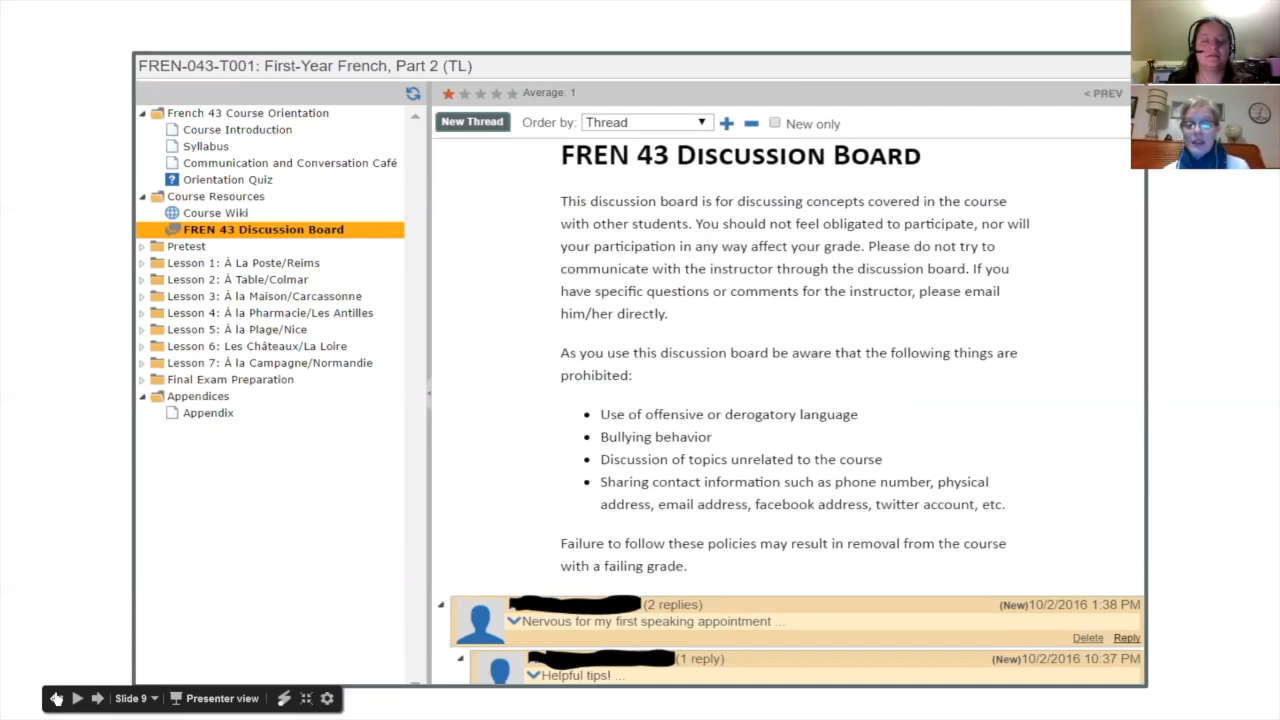 FREN-043-T001: First-Year French, Part 2 (TL)
French 43 Course Orientation
Course Introduction
Syllabus
Communication and Conversation Café
Orientation Quiz
Course Resources
Course Wiki
FREN 43 Discussion Board
Pretest
Lesson 1: À La Poste/Reims
Lesson 2: À Table/Colmar
Lesson 3: À la Maison/Carcassonne
Lesson 4: À la Pharmacie/Les Antilles
Lesson 5: À la Plage/Nice
Lesson 6: Les Châteaux/La Loire
Lesson 7: À la Campagne/Normandie
Final Exam Preparation
Appendices
Appendix
Average: 1
< PREV
New Thread Order by: Thread New only
FREN 43 DISCUSSION BOARD
This discussion board is for discussing concepts covered in the course
with other students. You should not feel obligated to participate, nor will
your participation in any way affect your grade. Please do not try to
communicate with the instructor through the discussion board. If you
have specific questions or comments for the instructor, please email
him/her directly.
As you use this discussion board be aware that the following things are
prohibited:
• Use of offensive or derogatory language
• Bullying behavior
• Discussion of topics unrelated to the course
• Sharing contact information such as phone number, physical
address, email address, facebook address, twitter account, etc.
Failure to follow these policies may result in removal from the course
with a failing grade.
(2 replies) (New)10/2/2016 1:38 PM
Nervous for my first speaking appointment ...
Delete Reply
(1 reply) (New)10/2/2016 10:37 PM
Helpful tips! ...
Slide 9 Presenter view